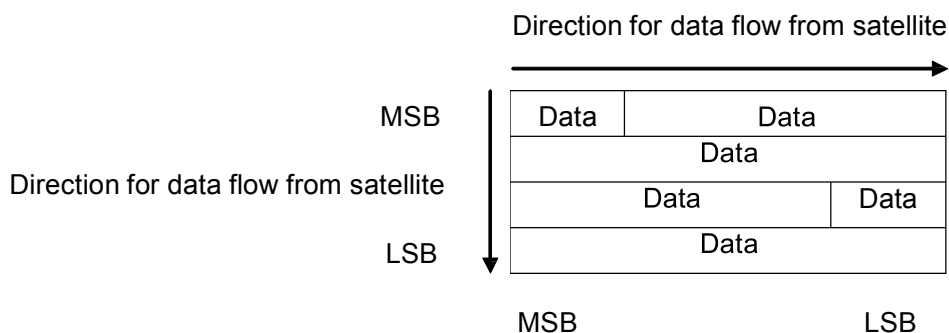 Direction for data flow from satellite
MSB
Data
Data
Data
Direction for data flow from satellite
Data
Data
LSB
Data
MSB
LSB